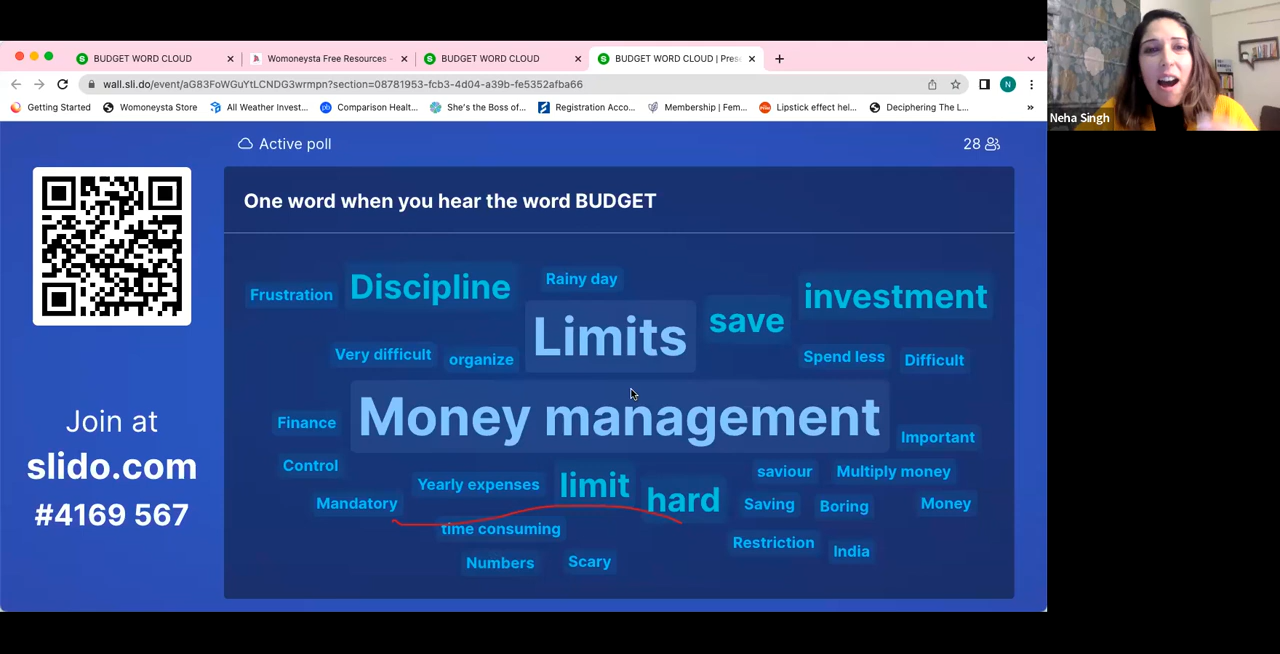 BUDGET WORD CLOUD
Womoneysta Free Resources -
BUDGET WORD CLOUD
BUDGET WORD CLOUD | Pres
wall.sli.do/event/aG83FoWGuYtLCNDG3wrmpn?section=08781953-fcb3-4d04-a39b-fe5352afba66
N
Getting Started
Womoneysta Store
All Weather Invest...
Comparison Healt...
She's the Boss of...
Registration Acco...
Membership | Fem...
Lipstick effect hel...
Deciphering The L...
»
Neha Singh
Active poll
28
One word when you hear the word BUDGET
Frustration
Discipline
Rainy day
Limits
save
investment
Very difficult
organize
Spend less
Difficult
Finance
Money management
Important
Control
Mandatory
Yearly expenses
limit
hard
saviour
Multiply money
Saving
Boring
Money
time consuming
Restriction
India
Numbers
Scary
Join at
slido.com
#4169 567